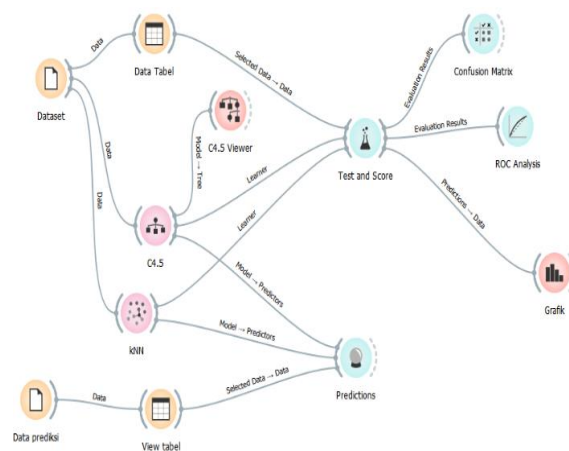 Data
Data Tabel
Selected Data → Data
Evaluation Results
Confusion Matrix
Dataset
Data
Data
Model → Tree
C4.5 Viewer
Learner
Learner
Test and Score
Evaluation Results
ROC Analysis
Predictions → Data
Grafik
C4.5
Model → Predictors
kNN
Model → Predictors
Predictions
Data prediksi
Data
View tabel
Selected Data → Data